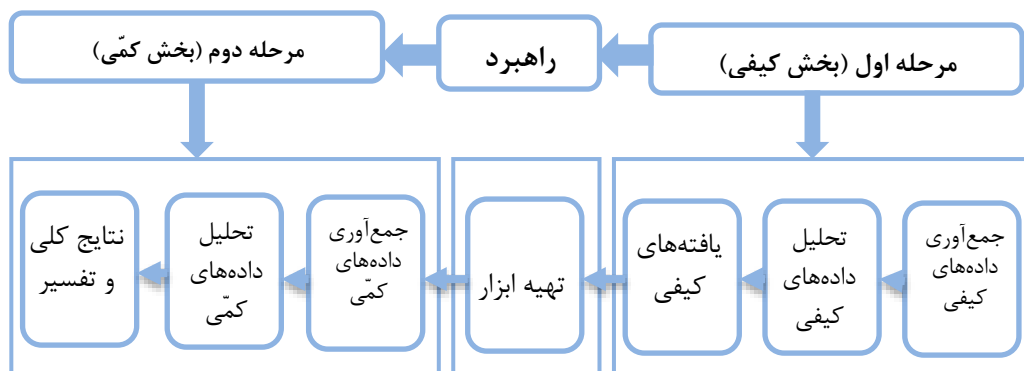 مرحله اول (بخش کیفی)
راهبرد
مرحله دوم (بخش کمّی)
جمع‌آوری
داده‌های
کیفی
تحلیل
داده‌های
کیفی
یافته‌های
کیفی
تهیه ابزار
جمع‌آوری
داده‌های
کمّی
تحلیل
داده‌های
کمّی
نتایج کلی
و تفسیر